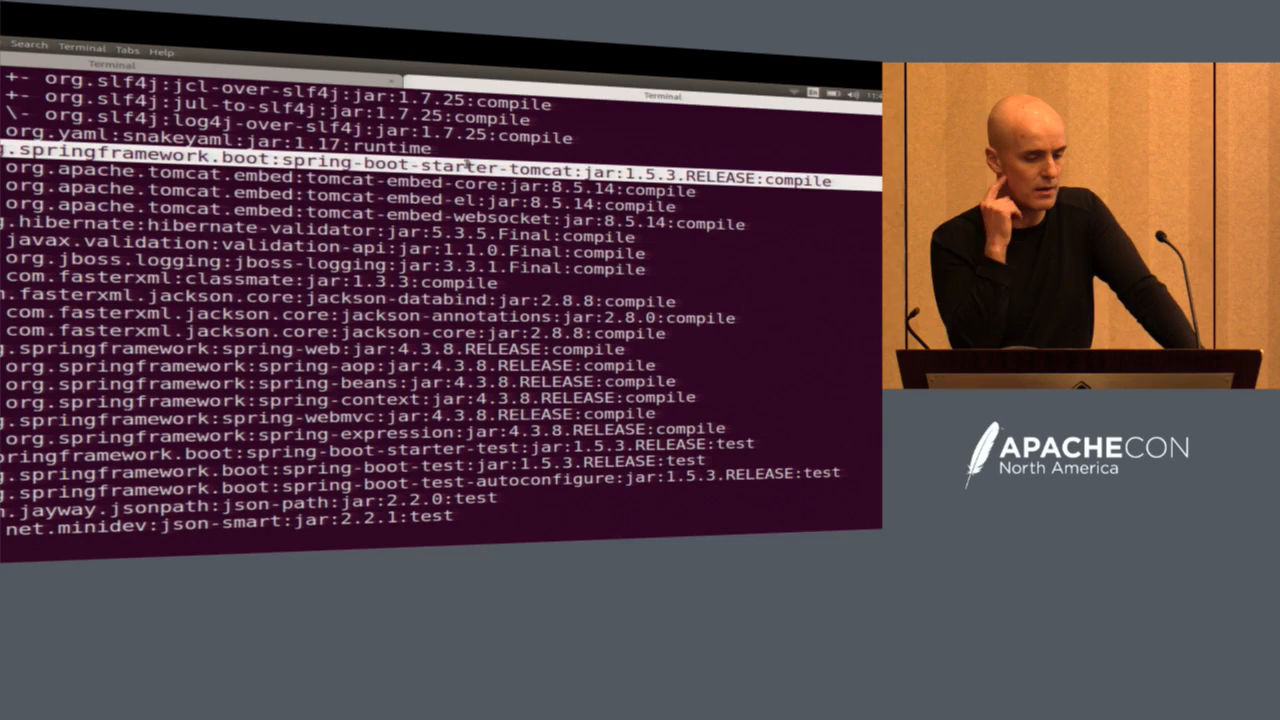 Search Terminal Tabs Help
Terminal
Terminal
+- org.slf4j:jcl-over-slf4j:jar:1.7.25:compile
+- org.slf4j:jul-to-slf4j:jar:1.7.25:compile
\- org.slf4j:log4j-over-slf4j:jar:1.7.25:compile
org.yaml:snakeyaml:jar:1.17:runtime
g.springframework.boot:spring-boot-starter-tomcat:jar:1.5.3.RELEASE:compile
org.apache.tomcat.embed:tomcat-embed-core:jar:8.5.14:compile
org.apache.tomcat.embed:tomcat-embed-el:jar:8.5.14:compile
org.apache.tomcat.embed:tomcat-embed-websocket:jar:8.5.14:compile
g.hibernate:hibernate-validator:jar:5.3.5.Final:compile
javax.validation:validation-api:jar:1.1.0.Final:compile
org.jboss.logging:jboss-logging:jar:3.3.1.Final:compile
com.fasterxml:classmate:jar:1.3.3:compile
m.fasterxml.jackson.core:jackson-databind:jar:2.8.8:compile
com.fasterxml.jackson.core:jackson-annotations:jar:2.8.0:compile
com.fasterxml.jackson.core:jackson-core:jar:2.8.8:compile
g.springframework:spring-web:jar:4.3.8.RELEASE:compile
org.springframework:spring-aop:jar:4.3.8.RELEASE:compile
org.springframework:spring-beans:jar:4.3.8.RELEASE:compile
org.springframework:spring-context:jar:4.3.8.RELEASE:compile
g.springframework:spring-webmvc:jar:4.3.8.RELEASE:compile
org.springframework:spring-expression:jar:4.3.8.RELEASE:compile
pringframework.boot:spring-boot-starter-test:jar:1.5.3.RELEASE:test
g.springframework.boot:spring-boot-test:jar:1.5.3.RELEASE:test
g.springframework.boot:spring-boot-test-autoconfigure:jar:1.5.3.RELEASE:test
m.jayway.jsonpath:json-path:jar:2.2.0:test
net.minidev:json-smart:jar:2.2.1:test
APACHECON
North America